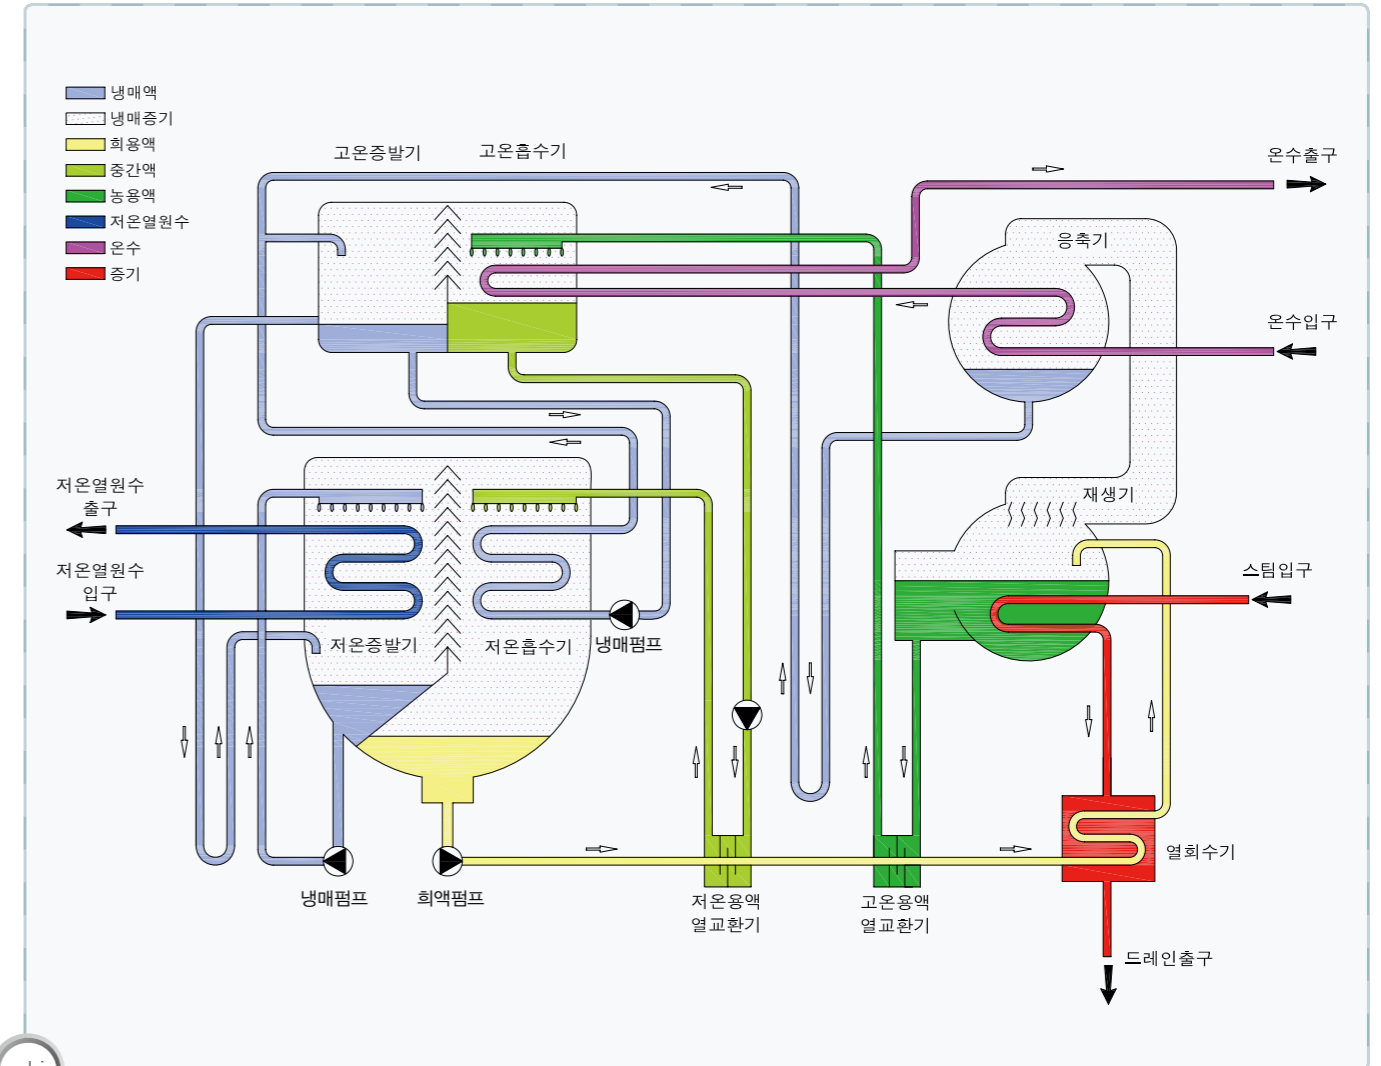 냉매액
냉매증기
희용액
중간액
농용액
저온열원수
온수
증기
고온증발기
고온흡수기
온수출구
응축기
온수입구
저온열원수
출구
재생기
저온열원수
입구
스팀입구
저온증발기
저온흡수기
냉매펌프
열회수기
냉매펌프
희액펌프
저온용액
열교환기
고온용액
열교환기
드레인출구